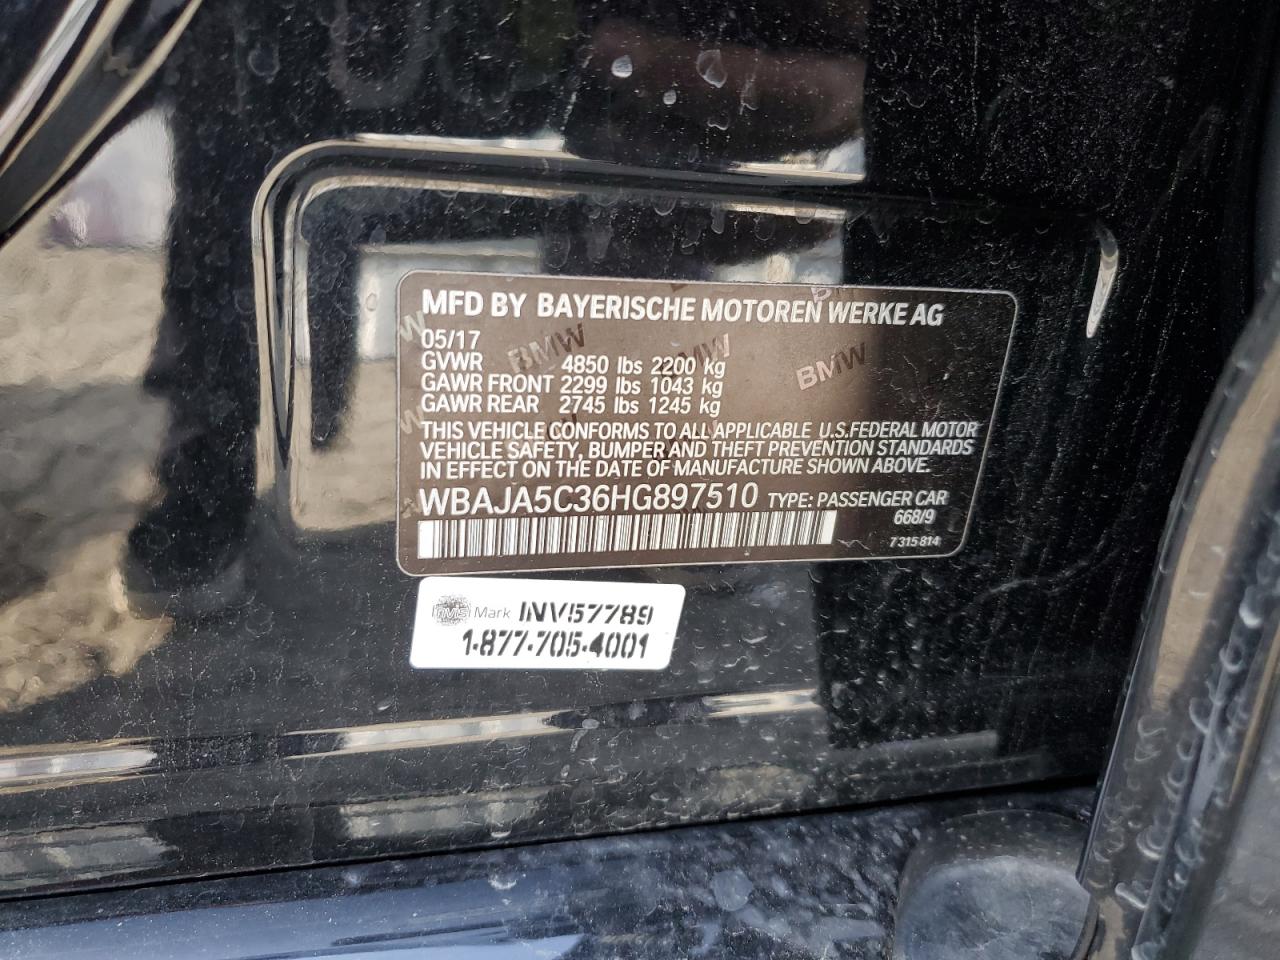 MFD BY BAYERISCHE MOTOREN WERKE AG
05/17
GVWR 4850 lbs 2200 kg
GAWR FRONT 2299 lbs 1043 kg
GAWR REAR 2745 lbs 1245 kg
THIS VEHICLE CONFORMS TO ALL APPLICABLE U.S.FEDERAL MOTOR
VEHICLE SAFETY, BUMPER AND THEFT PREVENTION STANDARDS
IN EFFECT ON THE DATE OF MANUFACTURE SHOWN ABOVE.
WBAJA5C36HG897510 TYPE: PASSENGER CAR
668/9
7 315 814
BMW
BMW
Mark INV57789
1-877-705-4001